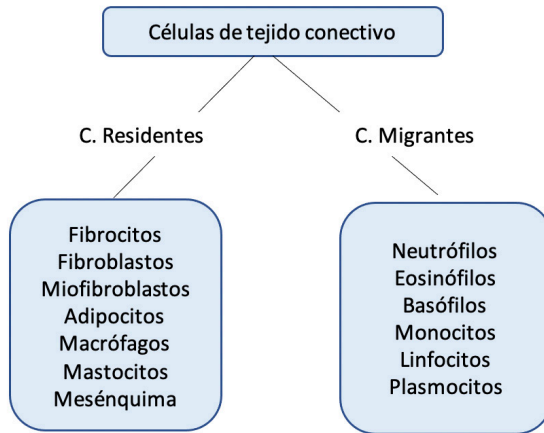 Células de tejido conectivo
C. Residentes
C. Migrantes
Fibrocitos
Fibroblastos
Miofibroblastos
Adipocitos
Macrófagos
Mastocitos
Mesénquima
Neutrófilos
Eosinófilos
Basófilos
Monocitos
Linfocitos
Plasmocitos